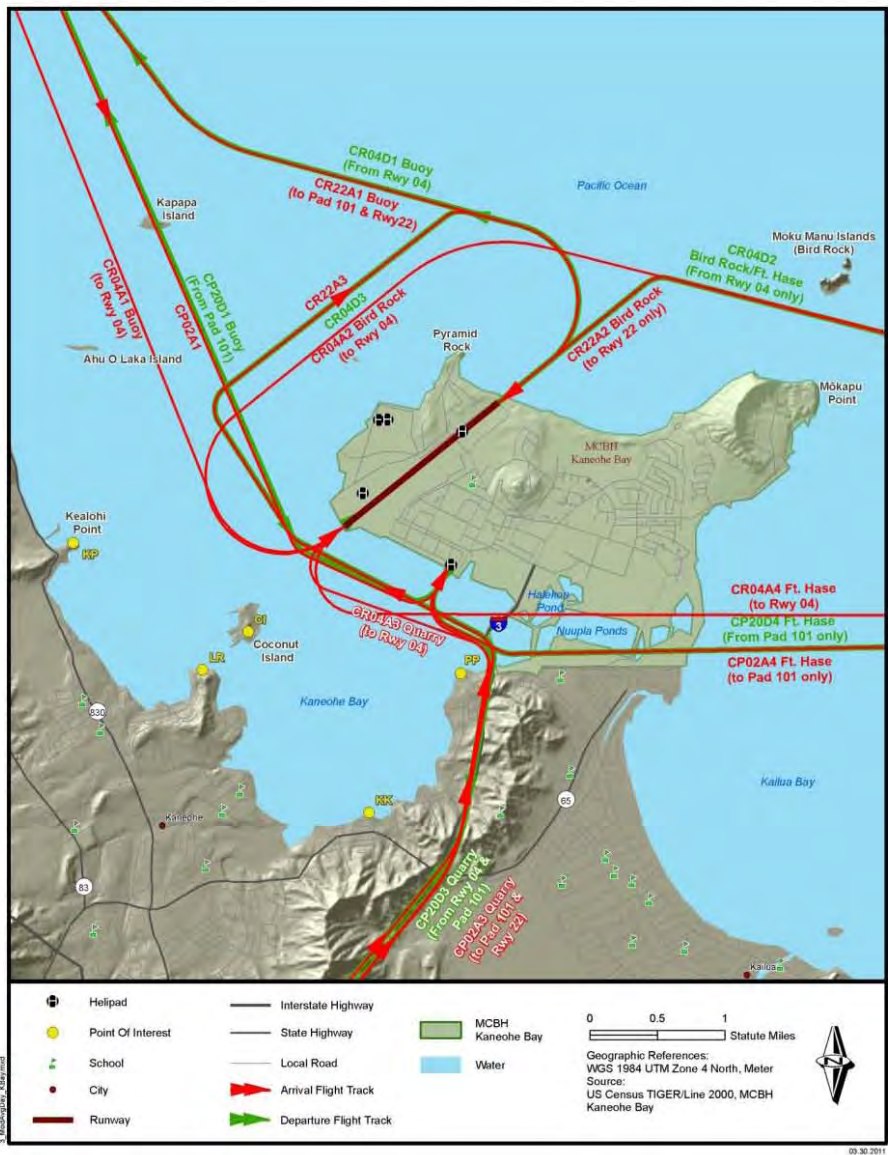 CR04D1 Buoy
(From Rwy 04)
CR22A1 Buoy
(to Pad 101 & Rwy22)
Pacific Ocean
Kapapa
Island
Moku Manu Islands
(Bird Rock)
CR04D2
Bird Rock/Ft. Hase
(From Rwy 04 only)
CR04A1 Buoy
(to Rwy 04)
CP20D1 Buoy
(From Pad 101)
CP02A1
CR22A3
CR04D3
CR04A2 Bird Rock
(to Rwy 04)
CR22A2 Bird Rock
(to Rwy 22 only)
Pyramid
Rock
Ahu O Laka Island
Mōkapu
Point
H
H
H
H
H
MCBH
Kaneohe Bay
Kealohi
Point
KP
CI
Coconut
Island
LR
CR04A3 Quarry
(to Rwy 04)
Halekou
Pond
3
Nuupia Ponds
CR04A4 Ft. Hase
(to Rwy 04)
CP20D4 Ft. Hase
(From Pad 101 only)
CP02A4 Ft. Hase
(to Pad 101 only)
PP
Kaneohe Bay
830
Kailua Bay
KK
65
Kaneohe
83
CP20D3 Quarry
(From Rwy 04 &
Pad 101)
CP02A3 Quarry
(to Pad 101 &
Rwy 22)
Kailua
H
Helipad
Point Of Interest
School
City
Runway
Interstate Highway
State Highway
Local Road
Arrival Flight Track
Departure Flight Track
MCBH
Kaneohe Bay
Water
0 0.5 1
Statute Miles
Geographic References:
WGS 1984 UTM Zone 4 North, Meter
Source:
US Census TIGER/Line 2000, MCBH
Kaneohe Bay
N
03.30.2011